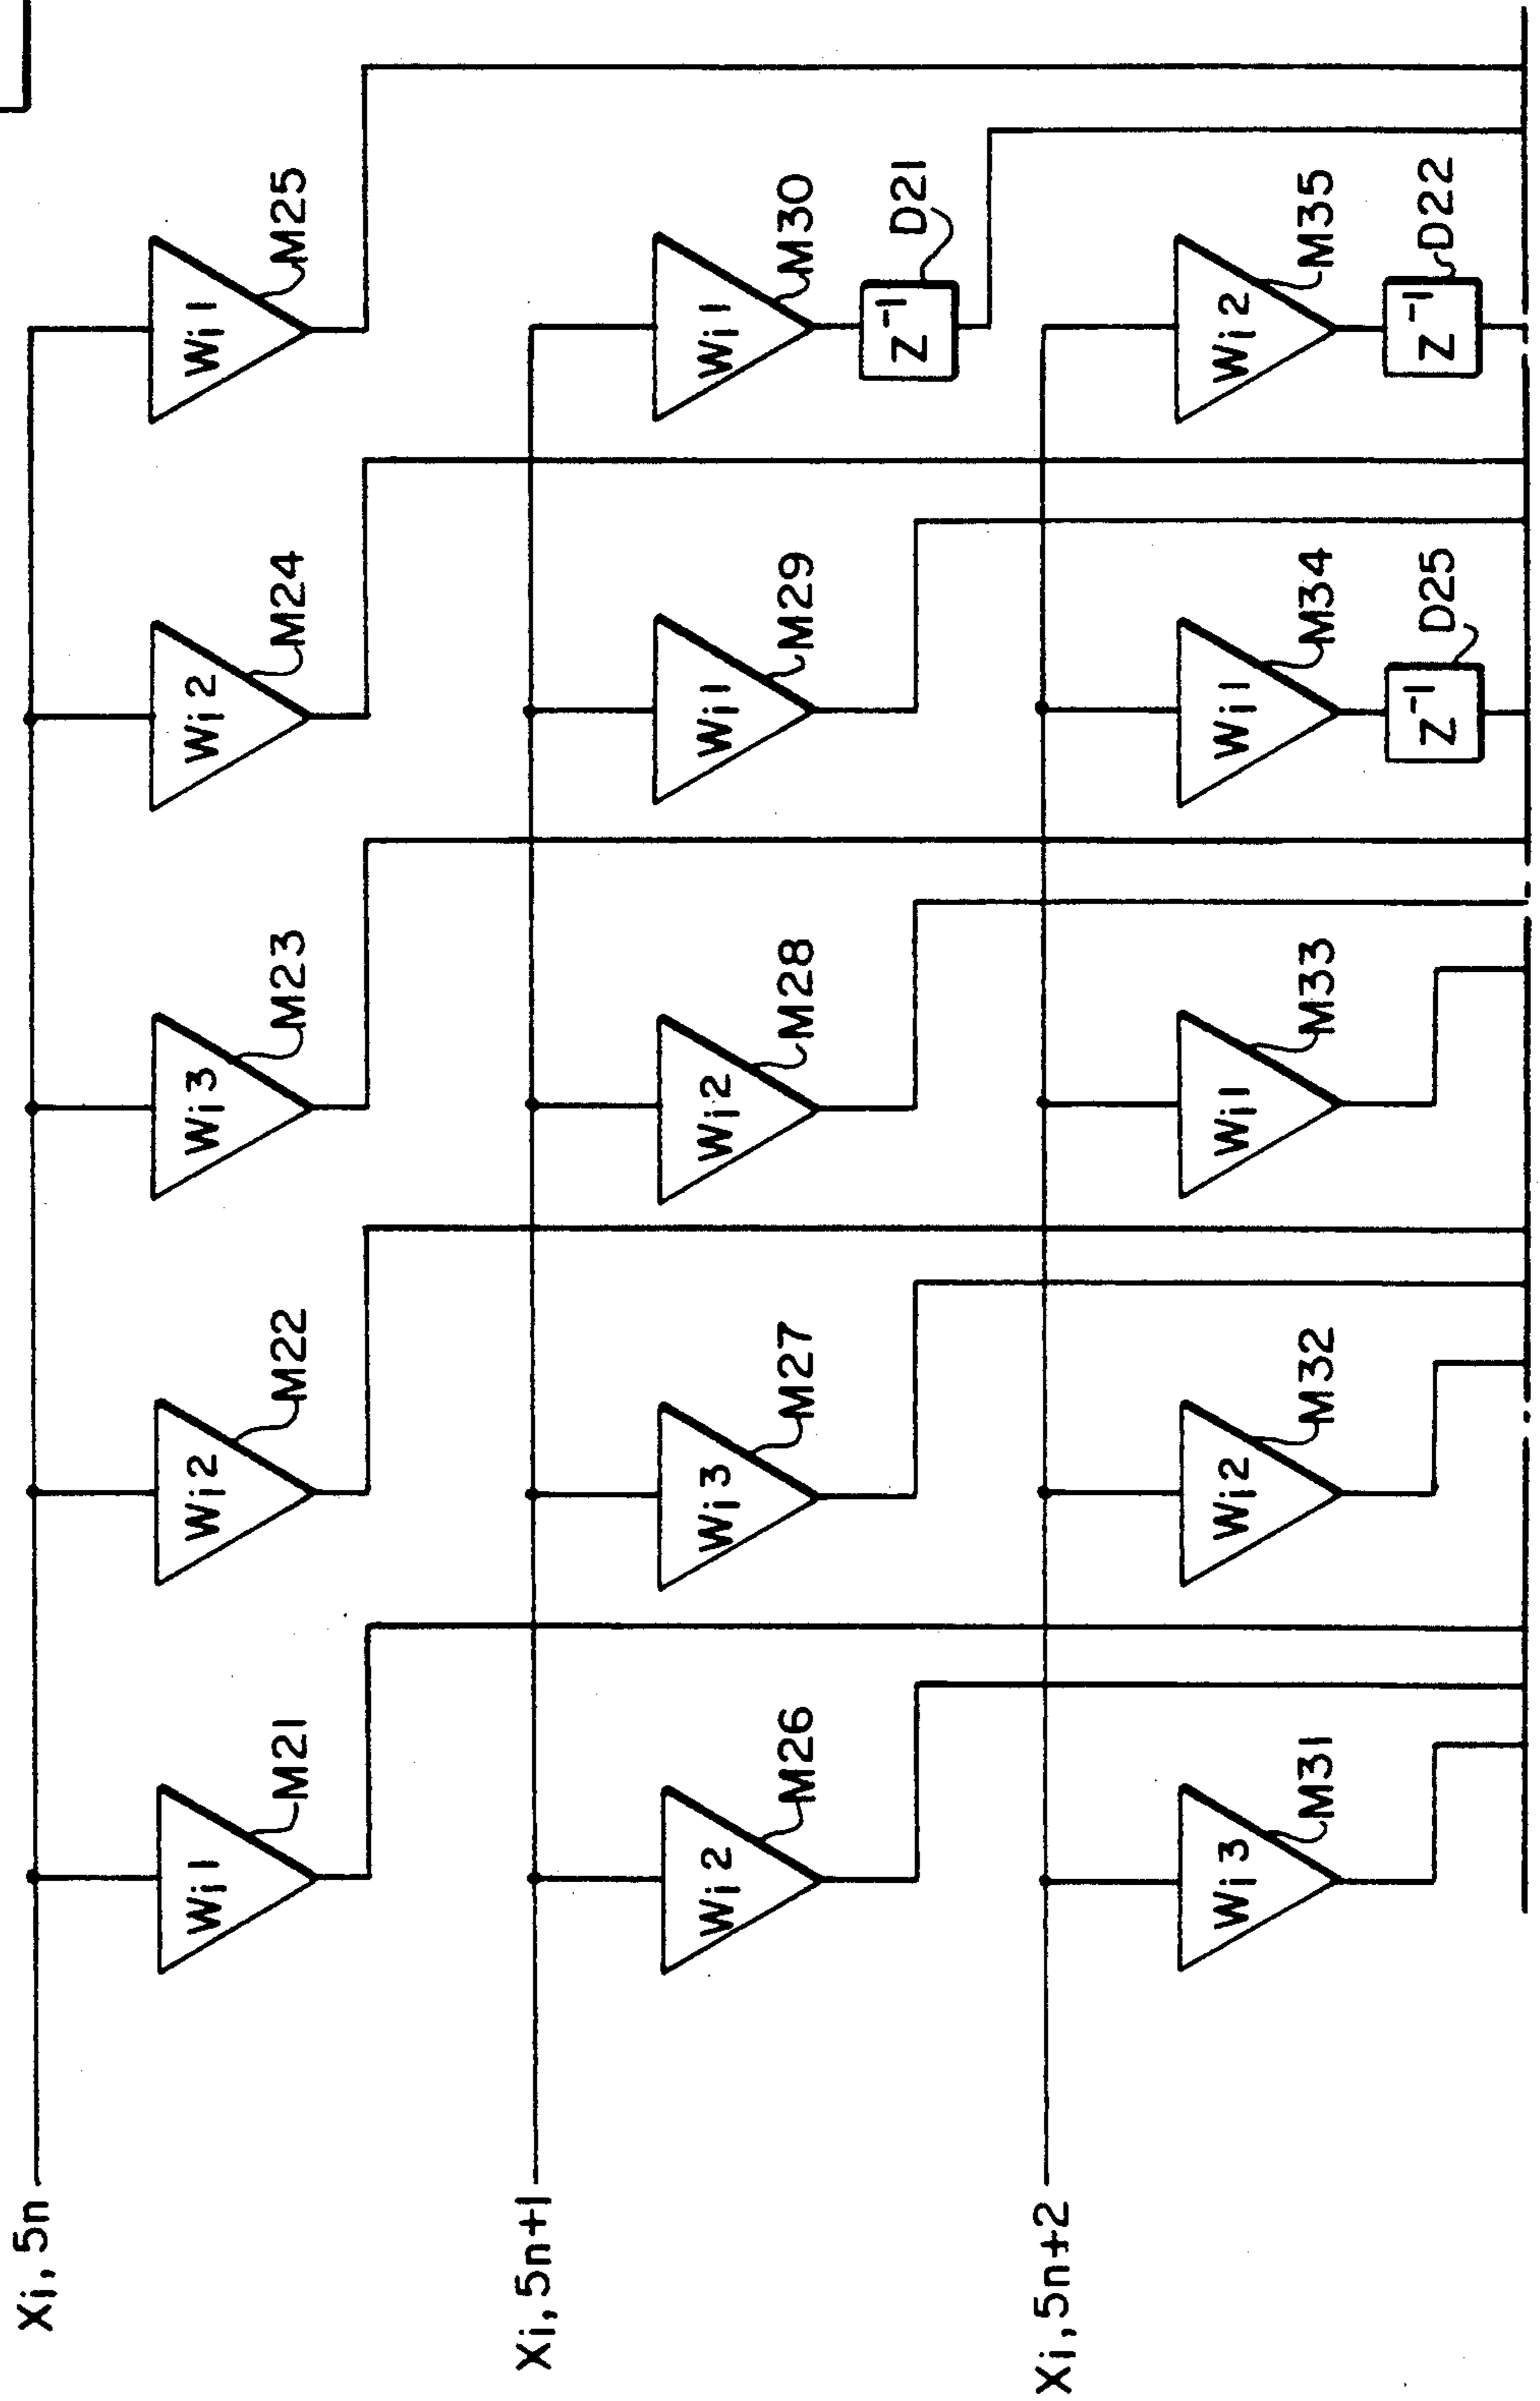 Xi, 5n
Wi1
M21
Wi2
M22
Wi3
M23
Wi2
M24
Wi1
M25
Xi, 5n+1
Wi2
M26
Wi3
M27
Wi2
M28
Wi1
M29
Wi1
M30
Z⁻¹
D21
Xi, 5n+2
Wi3
M31
Wi2
M32
Wi1
M33
Wi1
M34
Z⁻¹
D25
Wi2
M35
Z⁻¹
D22